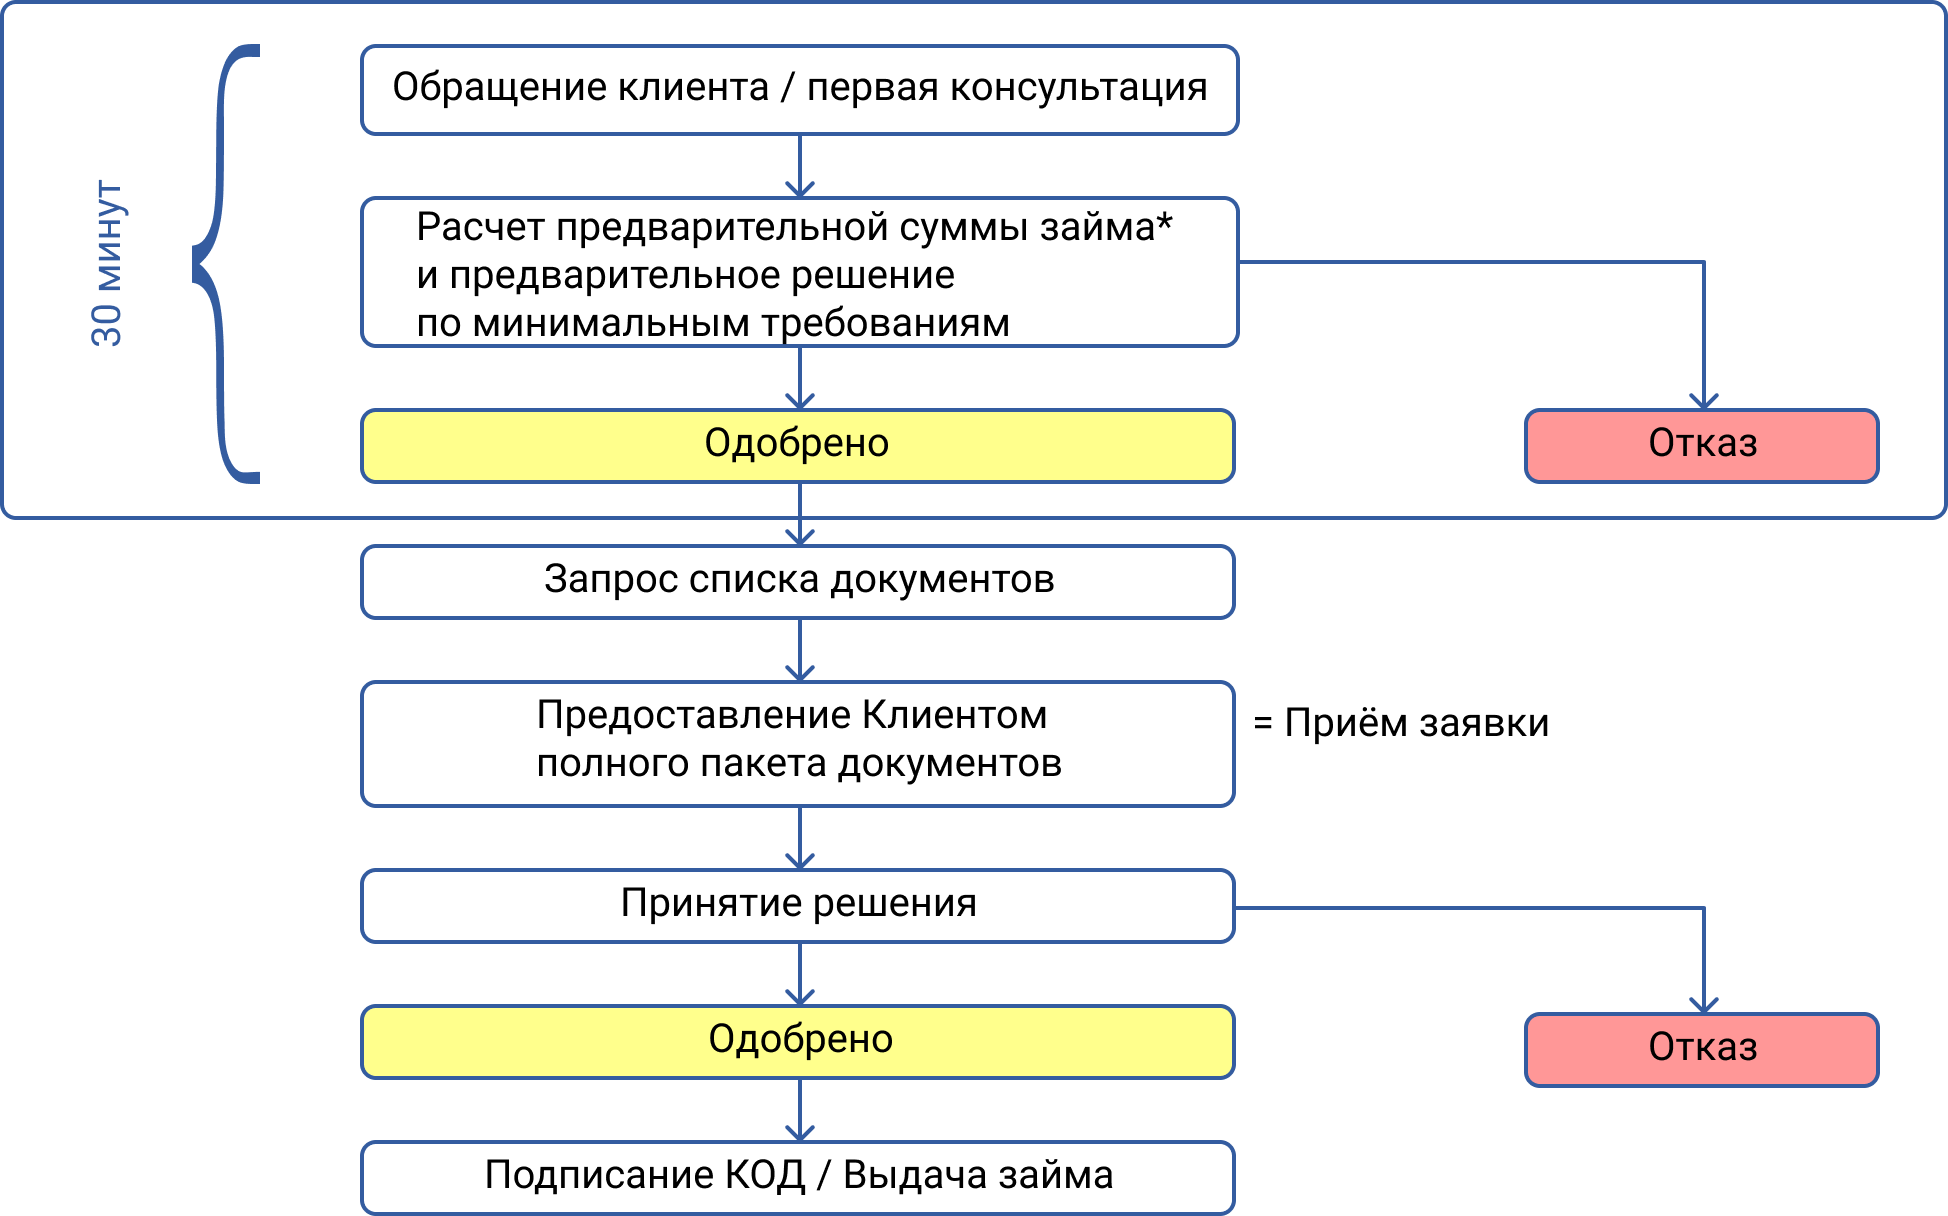 Обращение клиента / первая консультация
30 минут
Расчет предварительной суммы займа*
и предварительное решение
по минимальным требованиям
Одобрено
Отказ
Запрос списка документов
Предоставление Клиентом
полного пакета документов
= Приём заявки
Принятие решения
Одобрено
Отказ
Подписание КОД / Выдача займа